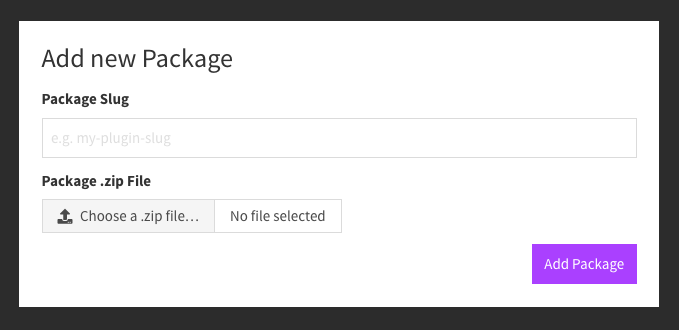 Add new Package
Package Slug
e.g. my-plugin-slug
Package .zip File
Choose a .zip file… No file selected
Add Package